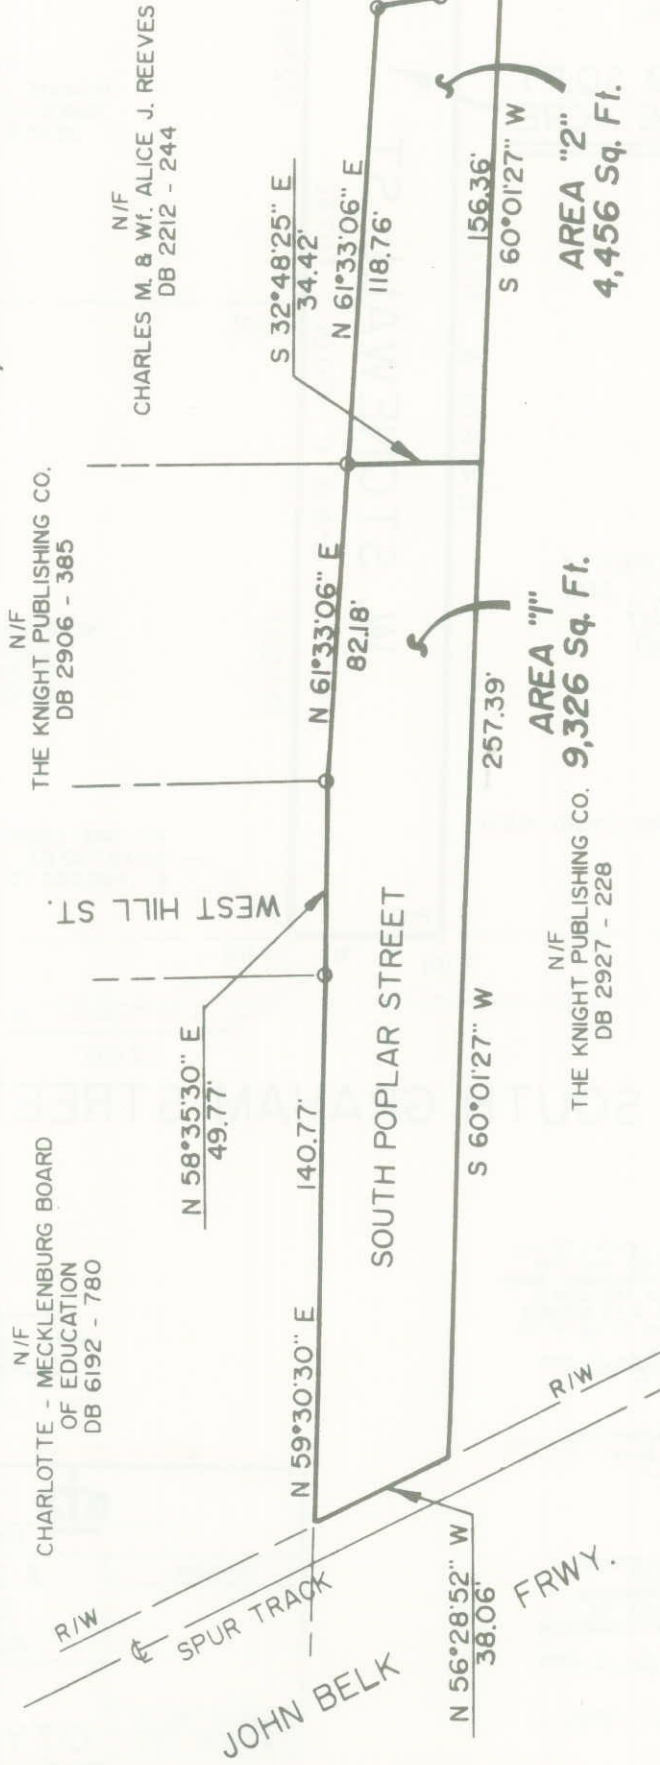 N/F
CHARLES M. & Wf. ALICE J. REEVES
DB 2212 - 244
N/F
THE KNIGHT PUBLISHING CO.
DB 2906 - 385
N/F
CHARLOTTE - MECKLENBURG BOARD
OF EDUCATION
DB 6192 - 780
WEST HILL ST.
N 59°30'30" E
140.77'
N 58°35'30" E
49.77'
N 61°33'06" E
82.18'
S 32°48'25" E
34.42'
N 61°33'06" E
118.76'
SOUTH POPLAR STREET
S 60°01'27" W
257.39'
156.36'
S 60°01'27" W
AREA "1"
9,326 Sq. Ft.
AREA "2"
4,456 Sq. Ft.
N/F
THE KNIGHT PUBLISHING CO.
DB 2927 - 228
R/W
℄ SPUR TRACK
R/W
JOHN BELK FRWY.
N 56°28'52" W
38.06'
SOUTH GRAHAM STREE